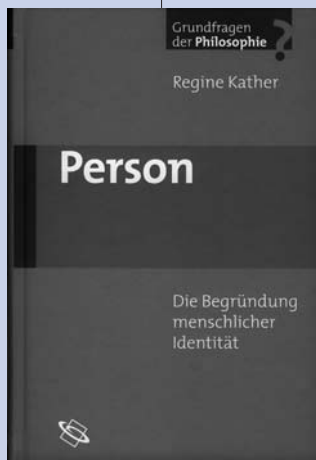 Grundfragen
der Philosophie
?
Regine Kather
Person
Die Begründung
menschlicher
Identität